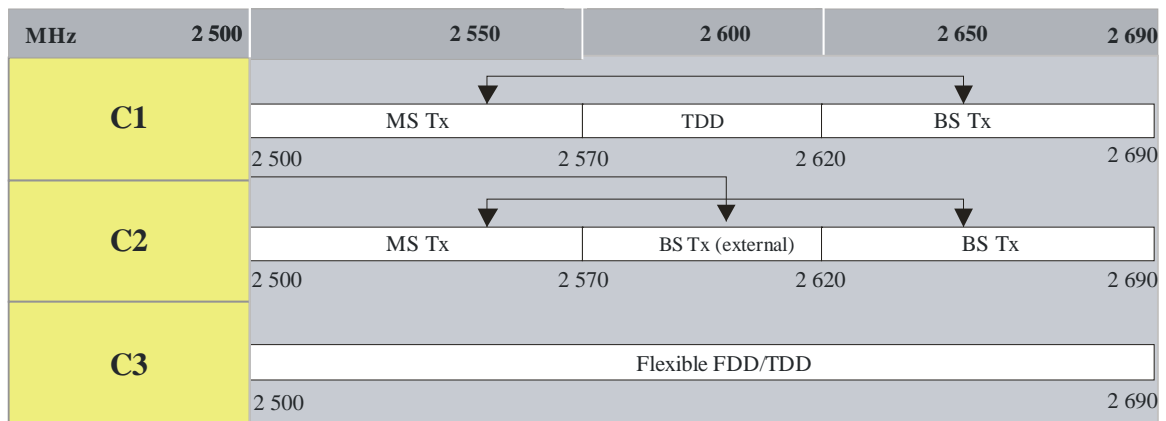 MHz 2 500 2 550 2 600 2 650 2 690
C1
MS Tx TDD BS Tx
2 500 2 570 2 620 2 690
C2
MS Tx BS Tx (external) BS Tx
2 500 2 570 2 620 2 690
C3
Flexible FDD/TDD
2 500 2 690